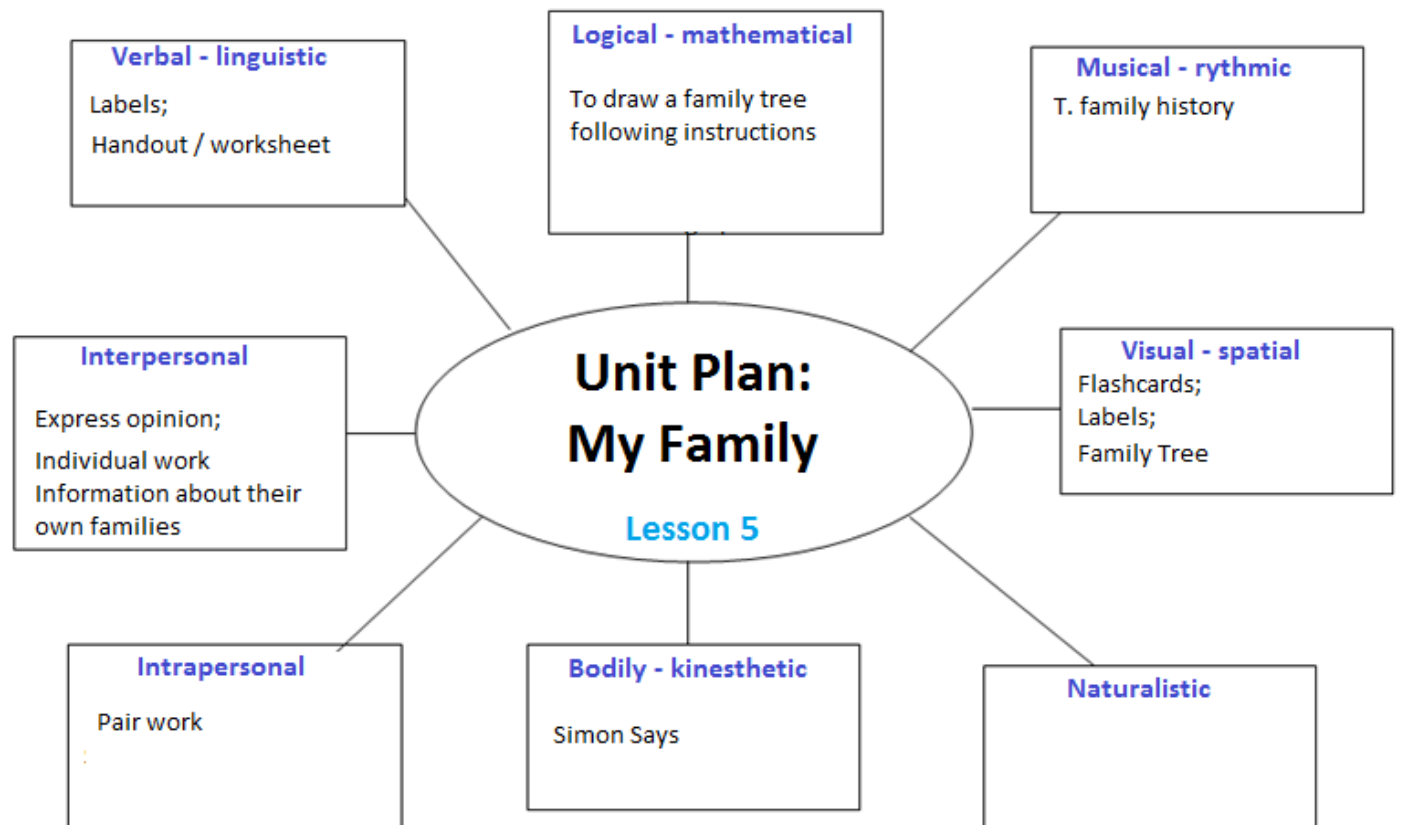 Verbal - linguistic
Labels;
Handout / worksheet
Logical - mathematical
To draw a family tree
following instructions
Musical - rythmic
T. family history
Interpersonal
Express opinion;
Individual work
Information about their
own families
Unit Plan:
My Family
Lesson 5
Visual - spatial
Flashcards;
Labels;
Family Tree
Intrapersonal
Pair work
Bodily - kinesthetic
Simon Says
Naturalistic